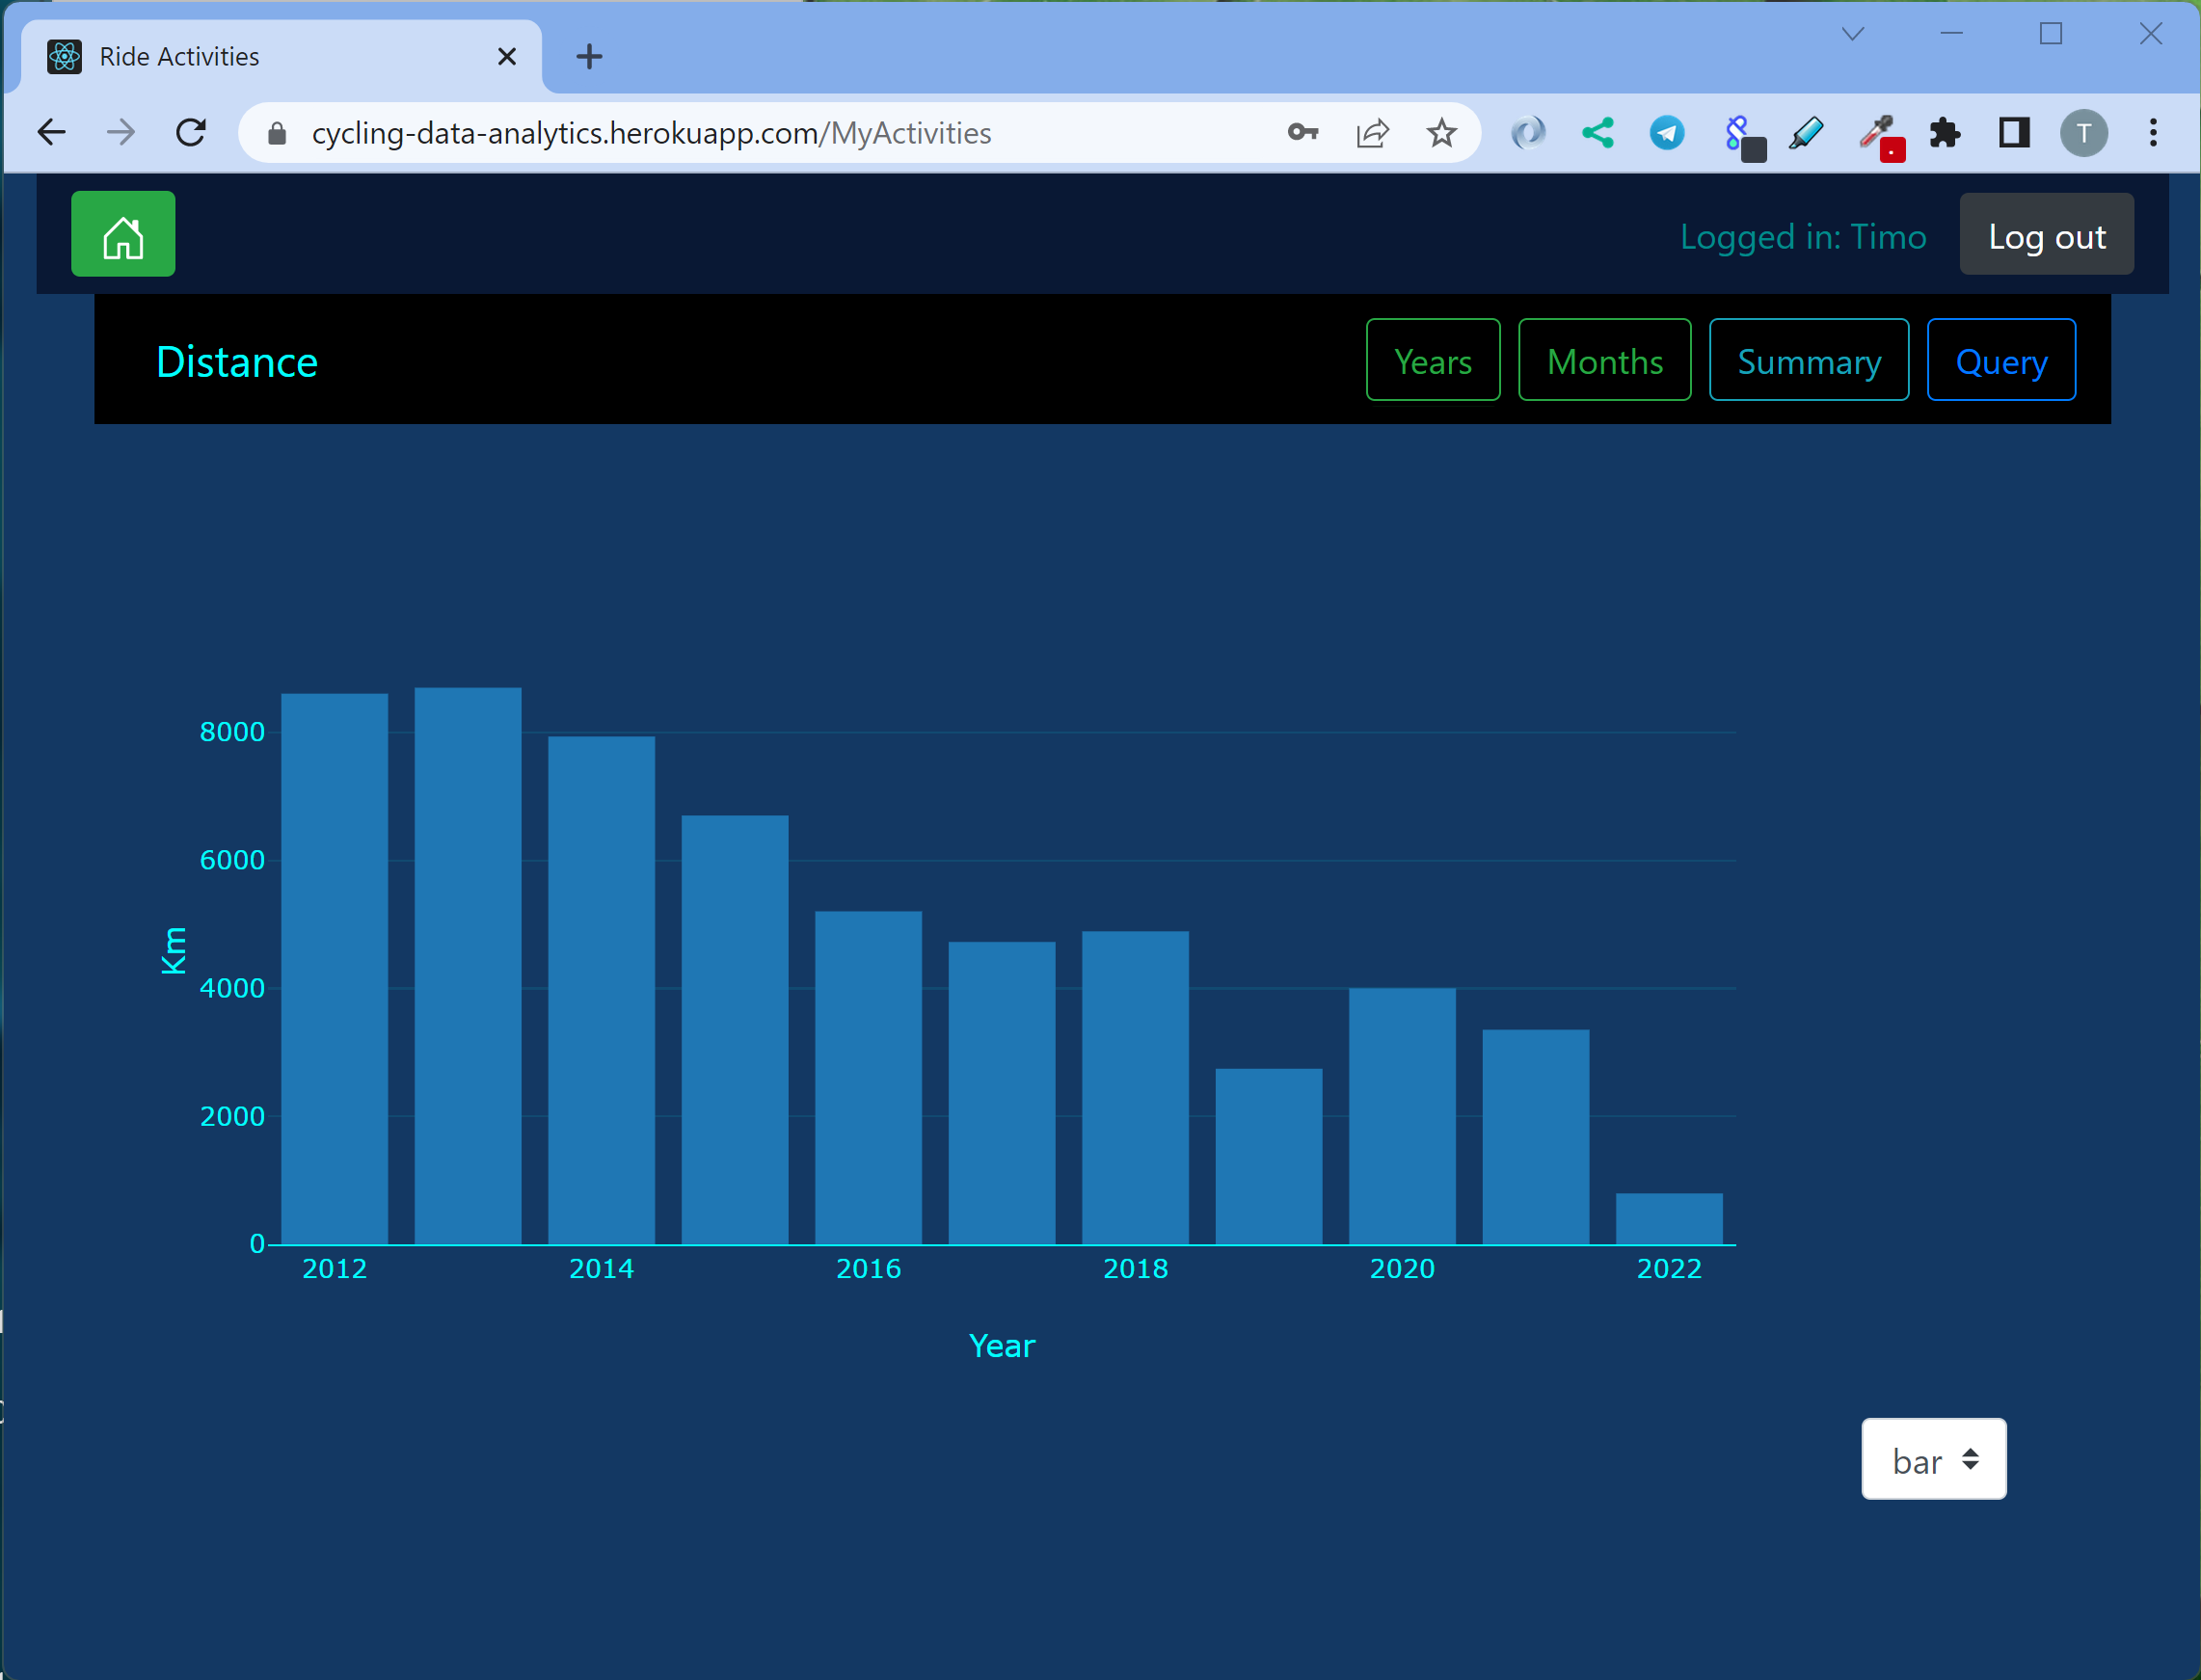 Ride Activities
cycling-data-analytics.herokuapp.com/MyActivities
T
Logged in: Timo
Log out
Distance
Years
Months
Summary
Query
8000
6000
4000
2000
0
Km
2012
2014
2016
2018
2020
2022
Year
bar